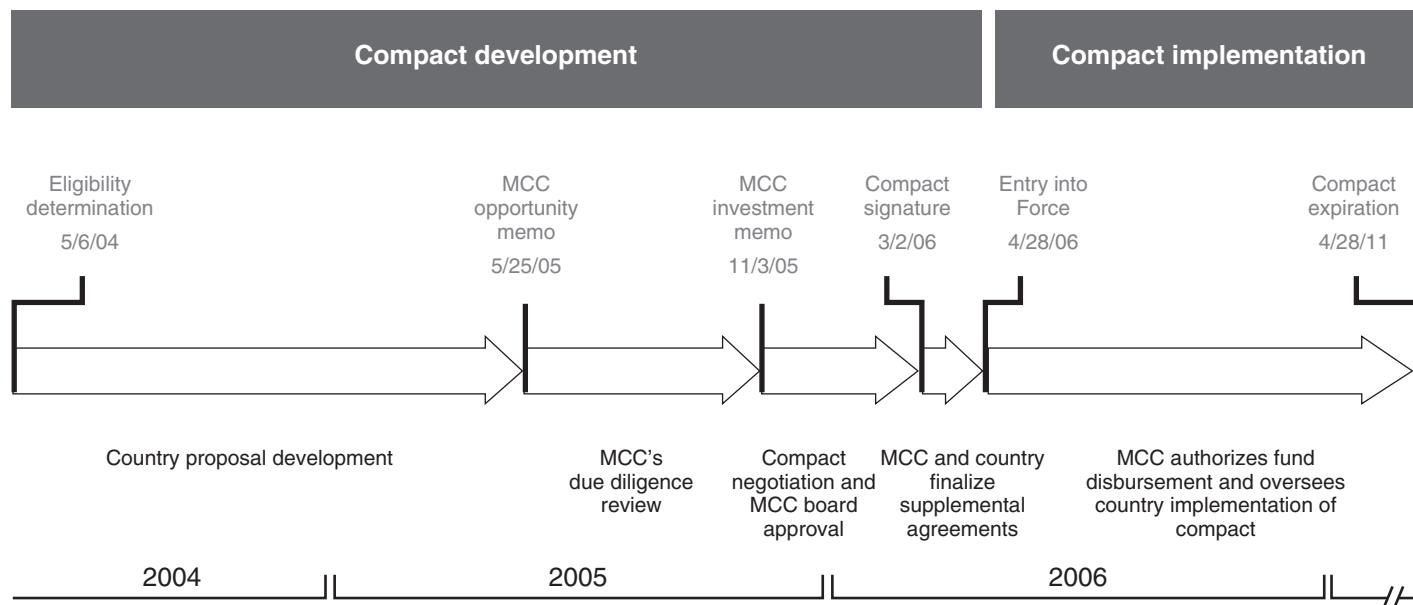 Compact development
Compact implementation
Eligibility
determination
5/6/04
MCC
opportunity
memo
5/25/05
MCC
investment
memo
11/3/05
Compact
signature
3/2/06
Entry into
Force
4/28/06
Compact
expiration
4/28/11
Country proposal development
MCC's
due diligence
review
Compact
negotiation and
MCC board
approval
MCC and country
finalize
supplemental
agreements
MCC authorizes fund
disbursement and oversees
country implementation of
compact
2004
2005
2006